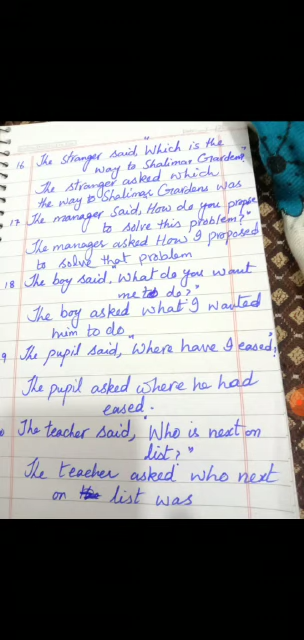 16 The stranger said, "Which is the
way to Shalimar Gardens?"
The stranger asked which
the way to Shalimar Gardens was
17 The manager said, How do you propose
to solve this problem?"
The manager asked How I proposed
to solve that problem
18 The boy said, "What do you want
me to do?"
The boy asked what I wanted
him to do.
9 The pupil said, "Where have I eased?"
The pupil asked where he had
eased.
The teacher said, "Who is next on
list?"
The teacher asked who next
on list was